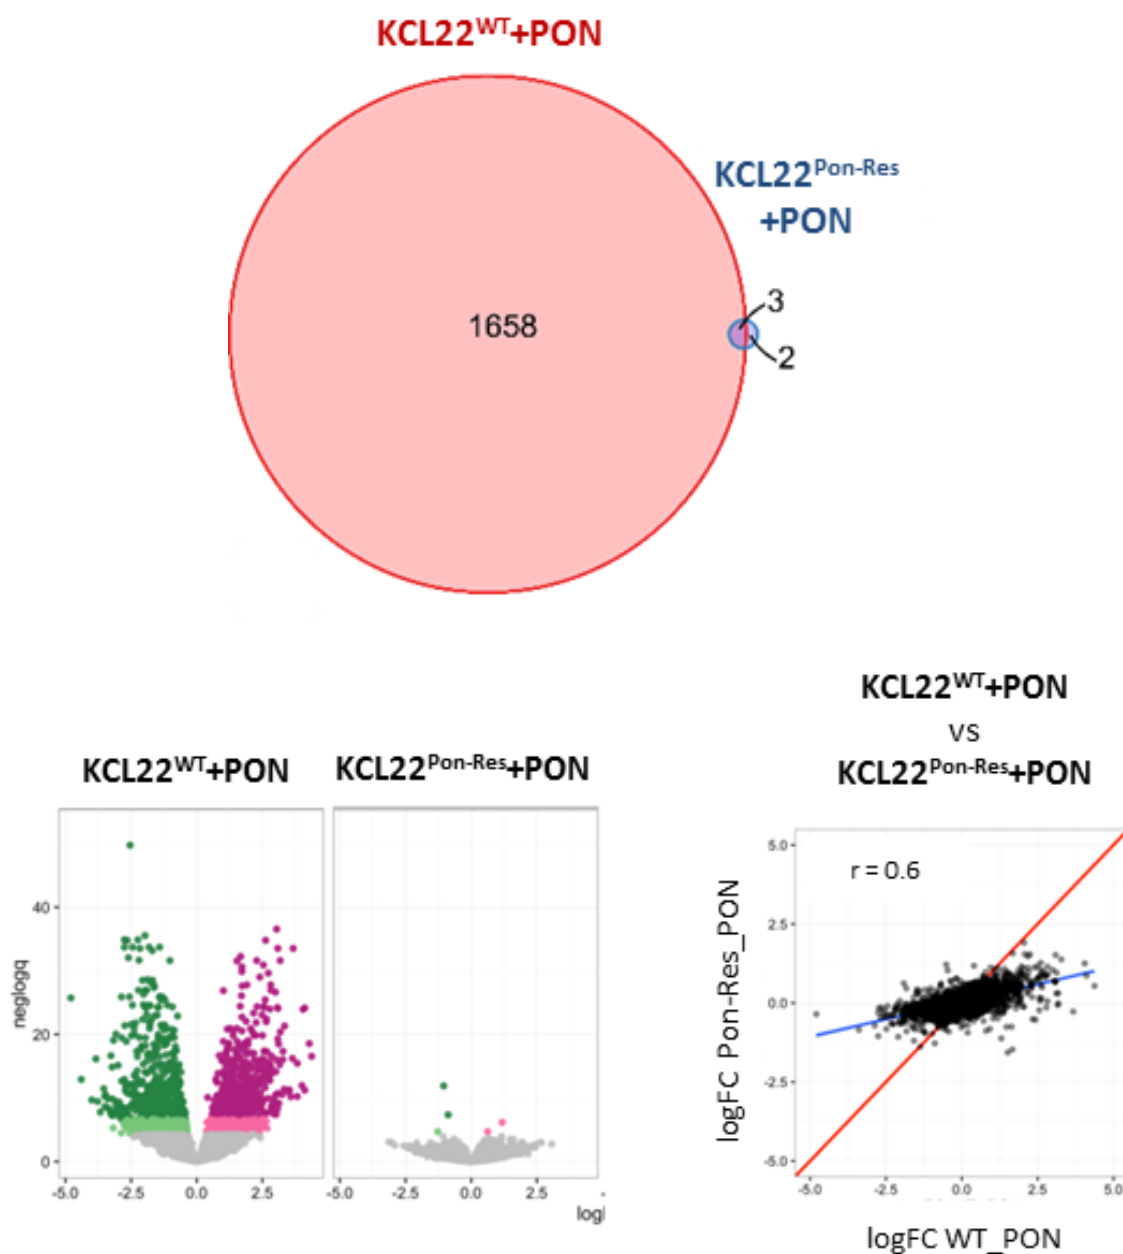 KCL22WT+PON
KCL22Pon-Res
+PON
1658
3
2
KCL22WT+PON
vs
KCL22Pon-Res+PON
KCL22WT+PON
KCL22Pon-Res+PON
neglogq
40
20
0
-5.0 -2.5 0.0 2.5
-5.0 -2.5 0.0 2.5
r = 0.6
logFC Pon-Res_PON
5.0
2.5
0.0
-2.5
-5.0
-5.0 -2.5 0.0 2.5 5.0
logFC WT_PON